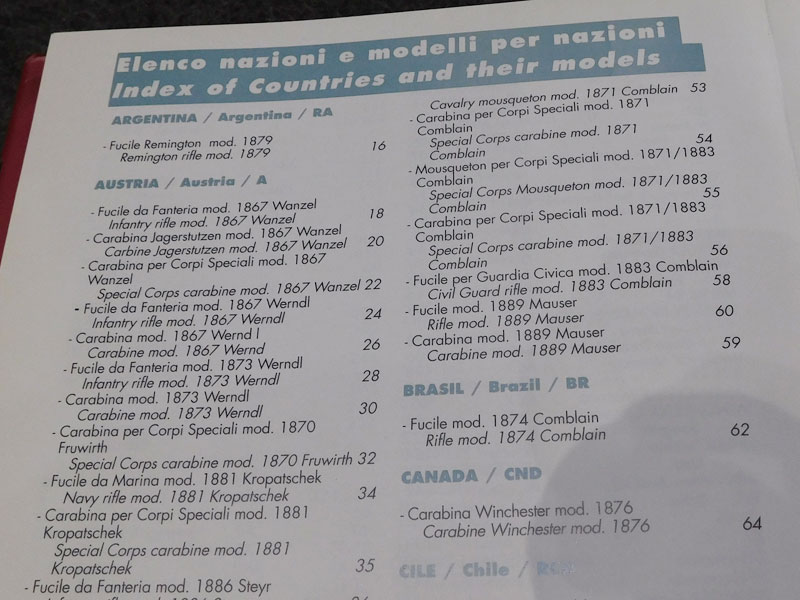 Elenco nazioni e modelli per nazioni
Index of Countries and their models
ARGENTINA / Argentina / RA
- Fucile Remington mod. 1879
Remington rifle mod. 1879 16
AUSTRIA / Austria / A
- Fucile da Fanteria mod. 1867 Wanzel
Infantry rifle mod. 1867 Wanzel 18
- Carabina Jagerstutzen mod. 1867 Wanzel
Carbine Jagerstutzen mod. 1867 Wanzel 20
- Carabina per Corpi Speciali mod. 1867
Wanzel
Special Corps carabine mod. 1867 Wanzel 22
- Fucile da Fanteria mod. 1867 Werndl
Infantry rifle mod. 1867 Werndl 24
- Carabina mod. 1867 Wernd l
Carabine mod. 1867 Wernd 26
- Fucile da Fanteria mod. 1873 Werndl
Infantry rifle mod. 1873 Werndl 28
- Carabina mod. 1873 Werndl
Carabine mod. 1873 Werndl 30
- Carabina per Corpi Speciali mod. 1870
Fruwirth
Special Corps carabine mod. 1870 Fruwirth 32
- Fucile da Marina mod. 1881 Kropatschek
Navy rifle mod. 1881 Kropatschek 34
- Carabina per Corpi Speciali mod. 1881
Kropatschek
Special Corps carabine mod. 1881
Kropatschek 35
- Fucile da Fanteria mod. 1886 Steyr
Cavalry mousqueton mod. 1871 Comblain 53
- Carabina per Corpi Speciali mod. 1871
Comblain
Special Corps carabine mod. 1871
Comblain 54
- Mousqueton per Corpi Speciali mod. 1871/1883
Comblain
Special Corps Mousqueton mod. 1871/1883
Comblain 55
- Carabina per Corpi Speciali mod. 1871/1883
Comblain
Special Corps carabine mod. 1871/1883
Comblain 56
- Fucile per Guardia Civica mod. 1883 Comblain
Civil Guard rifle mod. 1883 Comblain 58
- Fucile mod. 1889 Mauser
Rifle mod. 1889 Mauser 60
- Carabina mod. 1889 Mauser
Carabine mod. 1889 Mauser 59
BRASIL / Brazil / BR
- Fucile mod. 1874 Comblain
Rifle mod. 1874 Comblain 62
CANADA / CND
- Carabina Winchester mod. 1876
Carabine Winchester mod. 1876 64
CILE / Chile /